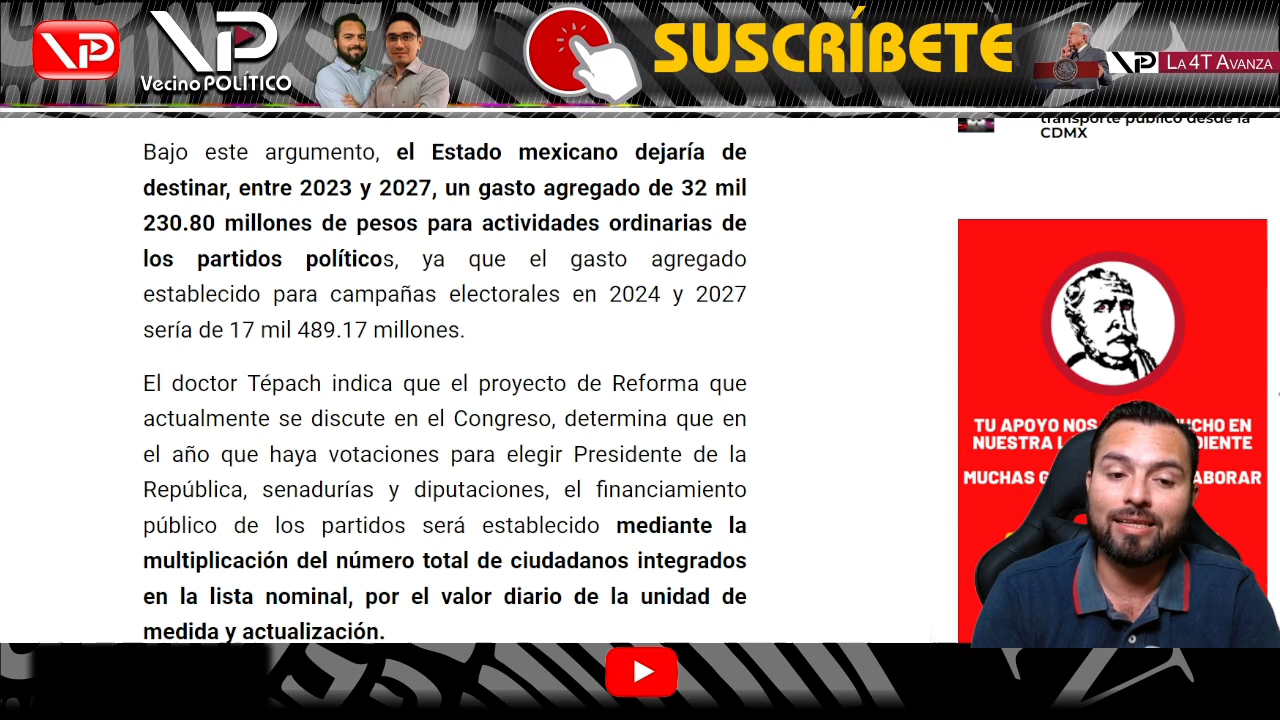 VP
VP
Vecino POLÍTICO
SUSCRÍBETE
VP LA 4T AVANZA
transporte público desde la
CDMX
Bajo este argumento, el Estado mexicano dejaría de
destinar, entre 2023 y 2027, un gasto agregado de 32 mil
230.80 millones de pesos para actividades ordinarias de
los partidos políticos, ya que el gasto agregado
establecido para campañas electorales en 2024 y 2027
sería de 17 mil 489.17 millones.
El doctor Tépach indica que el proyecto de Reforma que
actualmente se discute en el Congreso, determina que en
el año que haya votaciones para elegir Presidente de la
República, senadurías y diputaciones, el financiamiento
público de los partidos será establecido mediante la
multiplicación del número total de ciudadanos integrados
en la lista nominal, por el valor diario de la unidad de
medida y actualización.
TU APOYO NOS EN
NUESTRA
MUCHAS